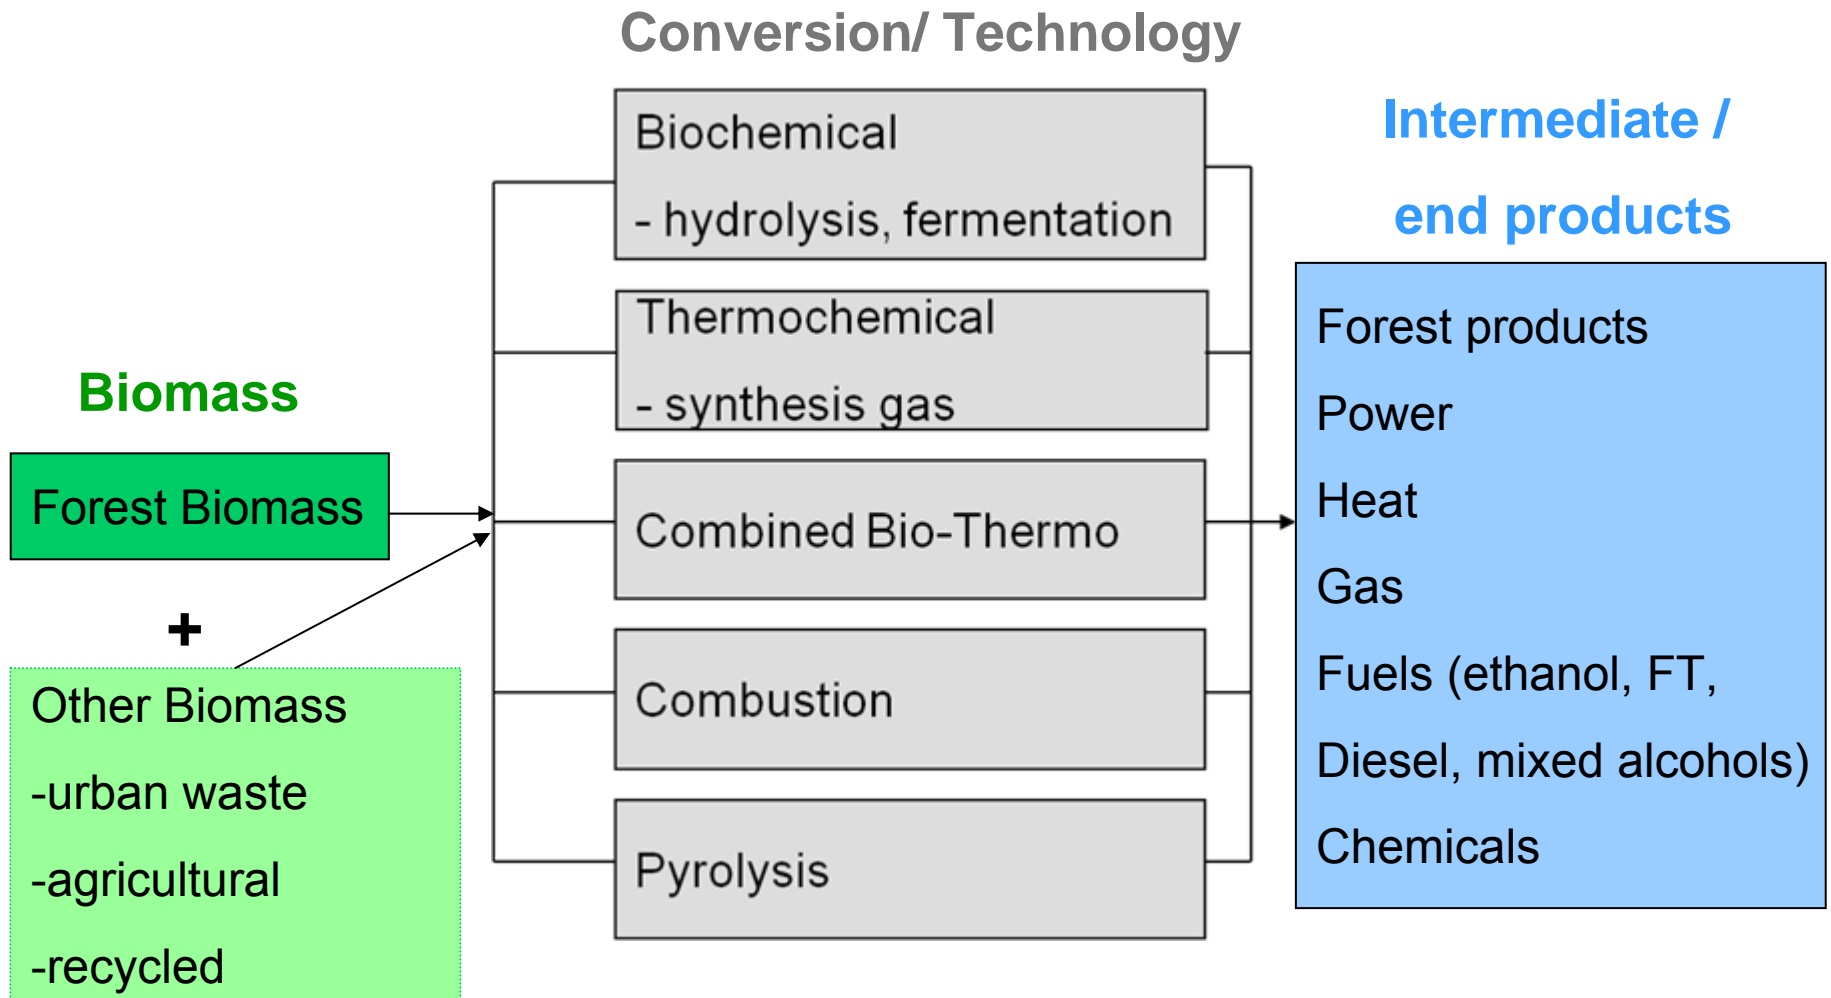 Conversion/ Technology
Biomass
Forest Biomass
+
Other Biomass
-urban waste
-agricultural
-recycled
Biochemical
- hydrolysis, fermentation
Thermochemical
- synthesis gas
Combined Bio-Thermo
Combustion
Pyrolysis
Intermediate /
end products
Forest products
Power
Heat
Gas
Fuels (ethanol, FT,
Diesel, mixed alcohols)
Chemicals